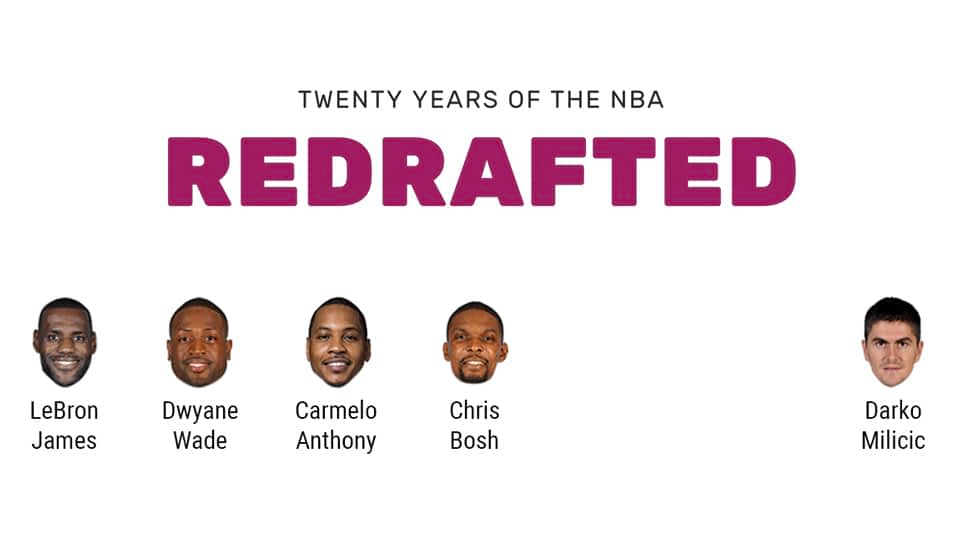 TWENTY YEARS OF THE NBA
REDRAFTED
LeBron
James
Dwyane
Wade
Carmelo
Anthony
Chris
Bosh
Darko
Milicic